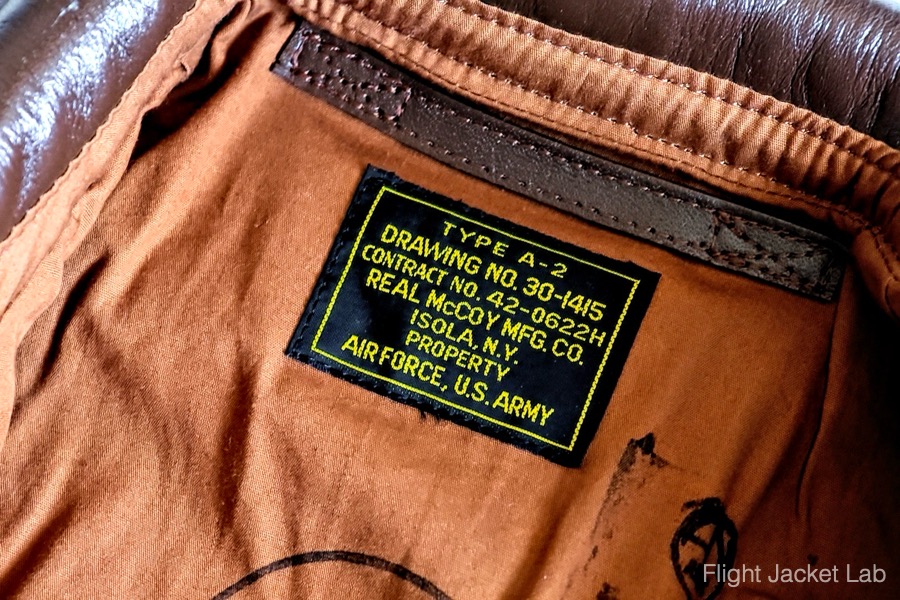 TYPE A-2
DRAWING NO. 30-1415
CONTRACT NO. 42-0622H
REAL McCOY MFG. CO.
ISOLA, N.Y.
PROPERTY
AIR FORCE, U.S. ARMY
Flight Jacket Lab